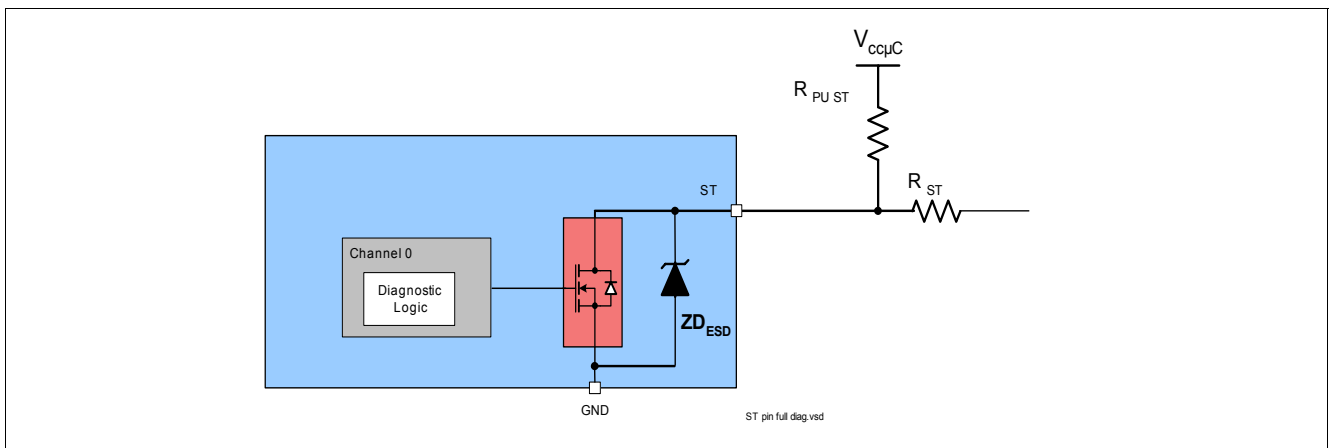 VccµC
R PU ST
R ST
ST
Channel 0
Diagnostic
Logic
ZDESD
GND
ST pin full diag.vsd